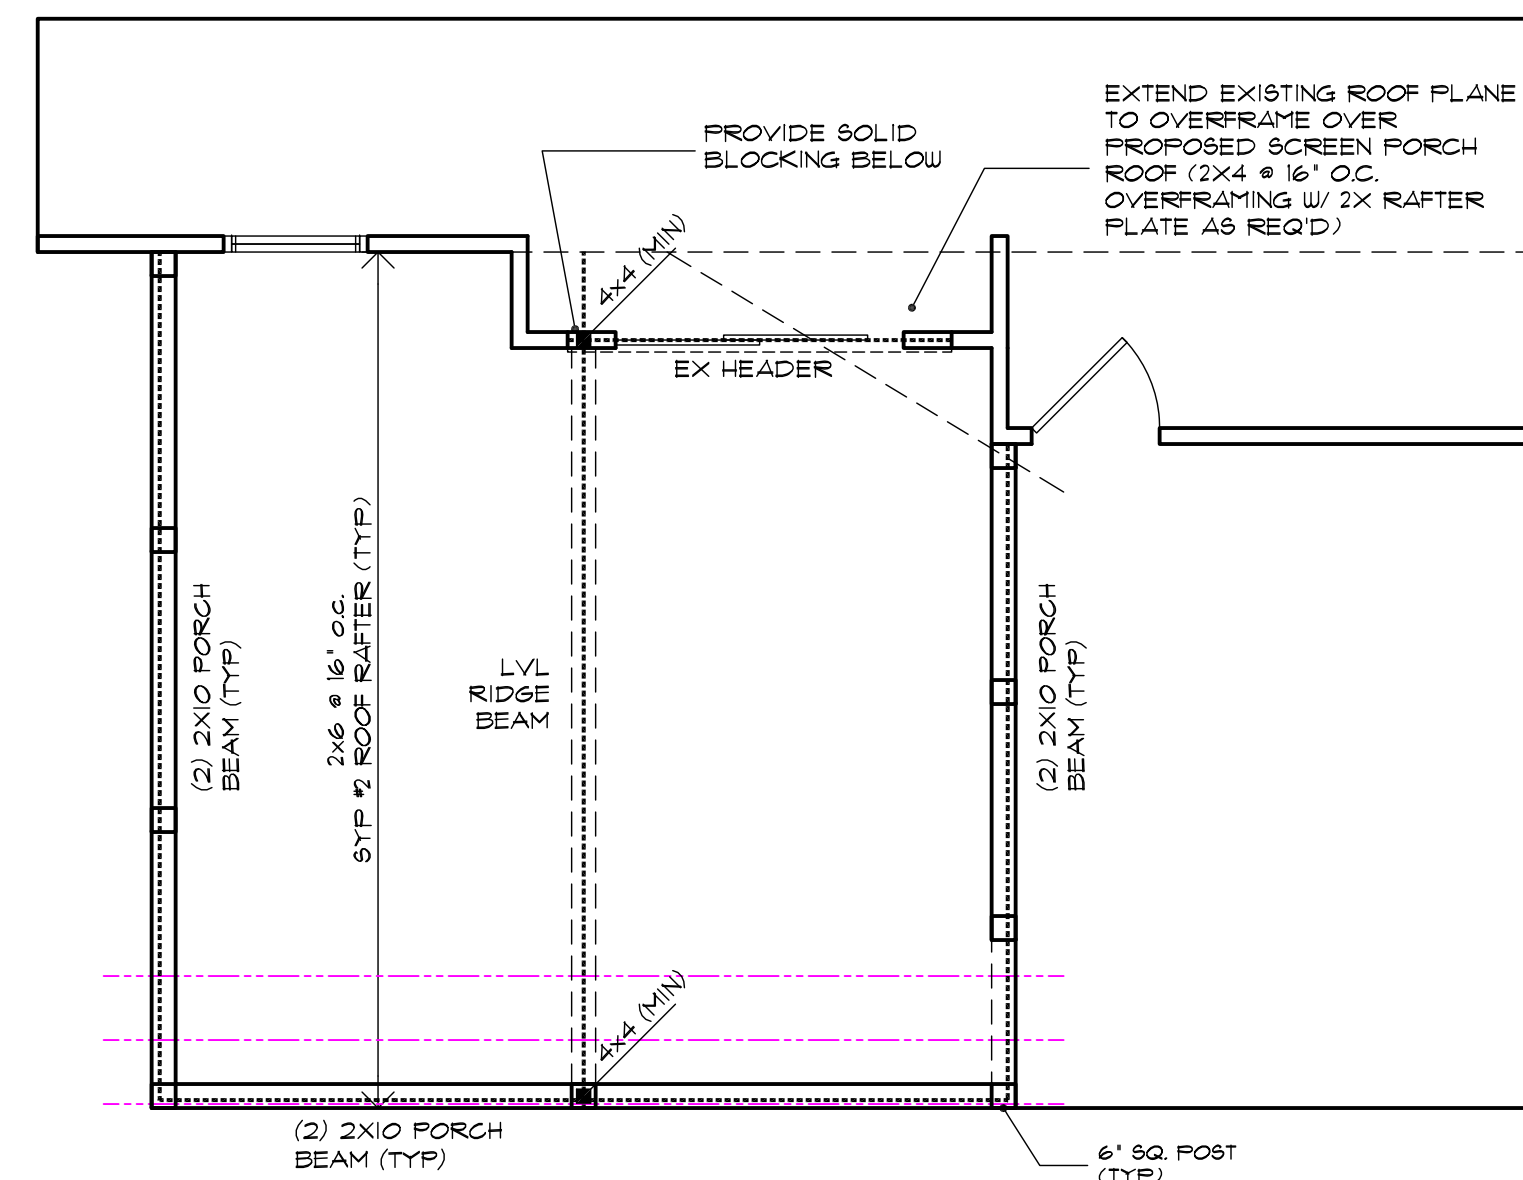 PROVIDE SOLID
BLOCKING BELOW
EXTEND EXISTING ROOF PLANE
TO OVERFRAME OVER
PROPOSED SCREEN PORCH
ROOF (2X4 @ 16" O.C.
OVERFRAMING W/ 2X RAFTER
PLATE AS REQ'D)
4x4 (MIN)
EX HEADER
(2) 2X10 PORCH
BEAM (TYP)
2x6 @ 16" O.C.
SYP #2 ROOF RAFTER (TYP)
LVL
RIDGE
BEAM
(2) 2X10 PORCH
BEAM (TYP)
4x4 (MIN)
(2) 2X10 PORCH
BEAM (TYP)
6" SQ. POST
(TYP)